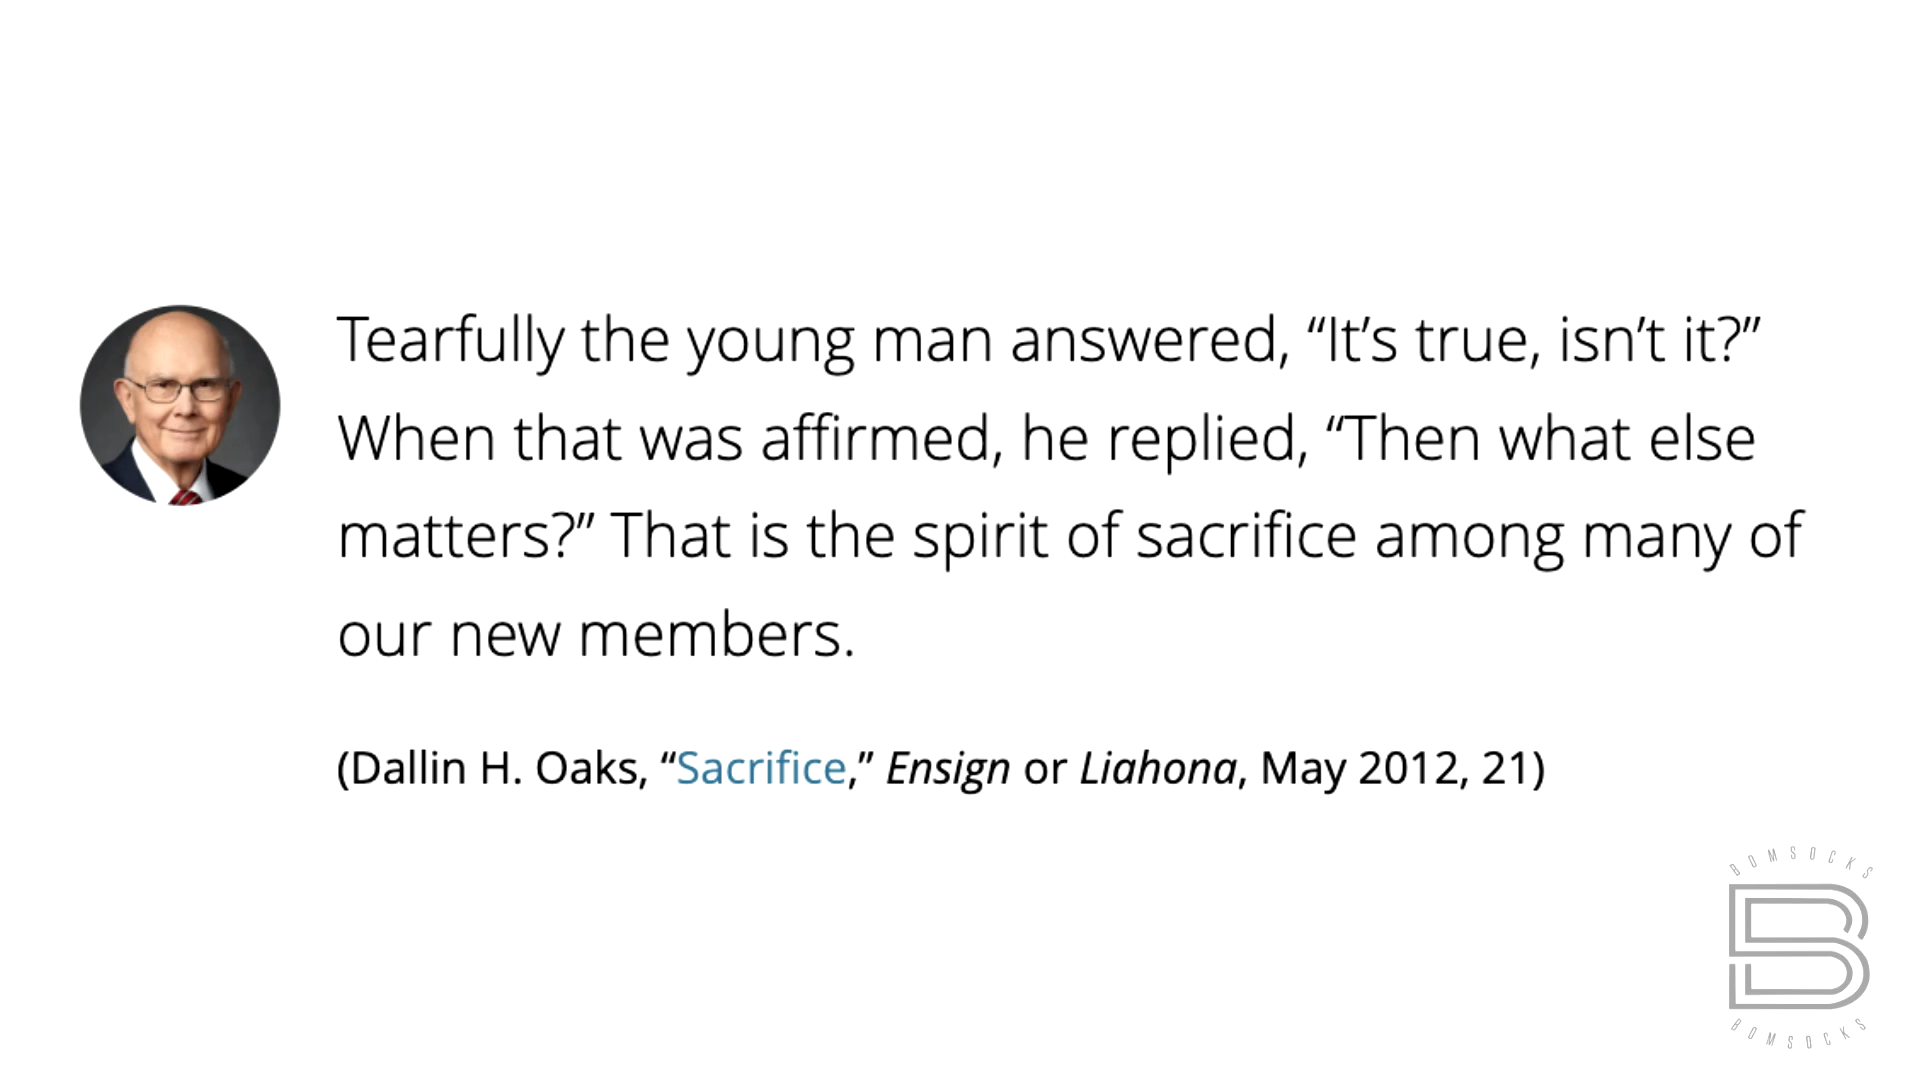 Tearfully the young man answered, “It’s true, isn’t it?”
When that was affirmed, he replied, “Then what else
matters?” That is the spirit of sacrifice among many of
our new members.
(Dallin H. Oaks, “Sacrifice,” Ensign or Liahona, May 2012, 21)
BOMSOCKS
B
BOMSOCKS